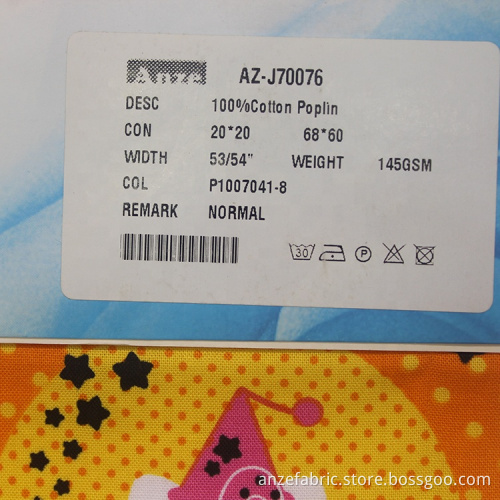 Anze AZ-J70076
DESC 100%Cotton Poplin
CON 20*20 68*60
WIDTH 53/54" WEIGHT 145GSM
COL P1007041-8
REMARK NORMAL
30 P
anzefabric.store.bossgoo.com